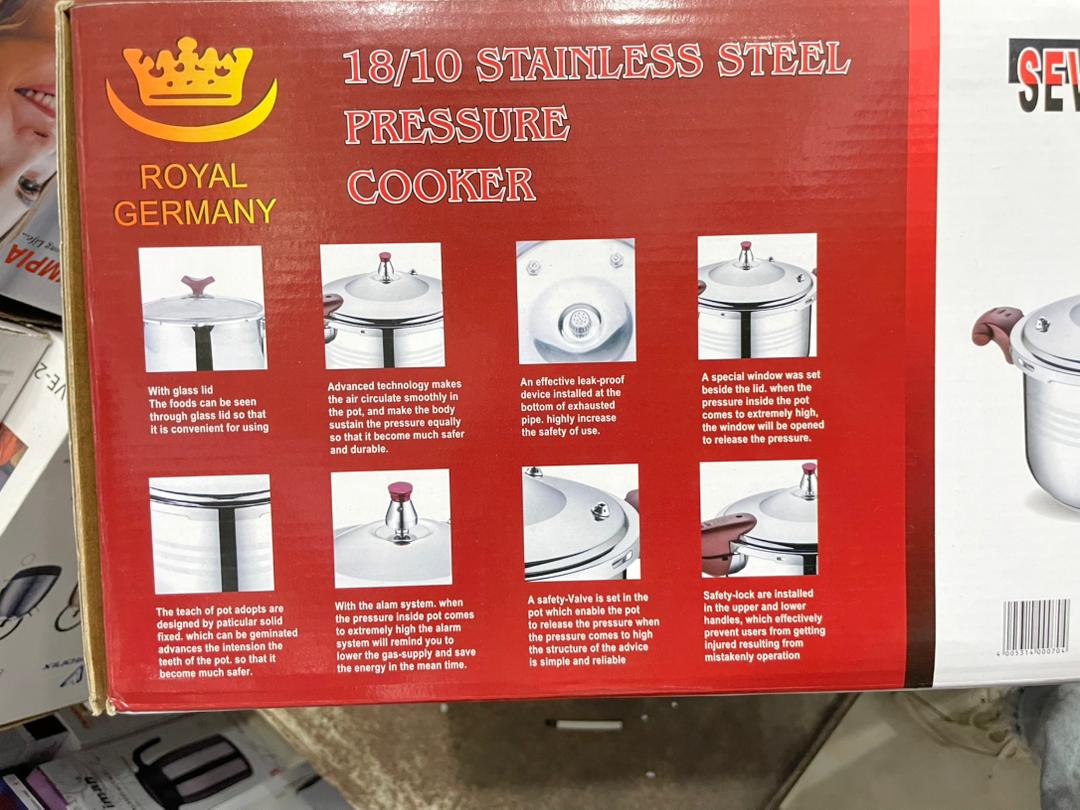 ROYAL
GERMANY
18/10 STAINLESS STEEL
PRESSURE
COOKER
With glass lid
The foods can be seen
through glass lid so that
it is convenient for using
Advanced technology makes
the air circulate smoothly in
the pot, and make the body
sustain the pressure equally
so that it become much safer
and durable.
An effective leak-proof
device installed at the
bottom of exhausted
pipe. highly increase
the safety of use.
A special window was set
beside the lid. when the
pressure inside the pot
comes to extremely high,
the window will be opened
to release the pressure.
The teach of pot adopts are
designed by paticular solid
fixed. which can be geminated
advances the intension the
teeth of the pot. so that it
become much safer.
With the alam system. when
the pressure inside pot comes
to extremely high the alarm
system will remind you to
lower the gas-supply and save
the energy in the mean time.
A safety-Valve is set in the
pot which enable the pot
to release the pressure when
the pressure comes to high
the structure of the advice
is simple and reliable
Safety-lock are installed
in the upper and lower
handles, which effectively
prevent users from getting
injured resulting from
mistakenly operation
SEV
4 005314 000704
MPIA
VE-2
iman